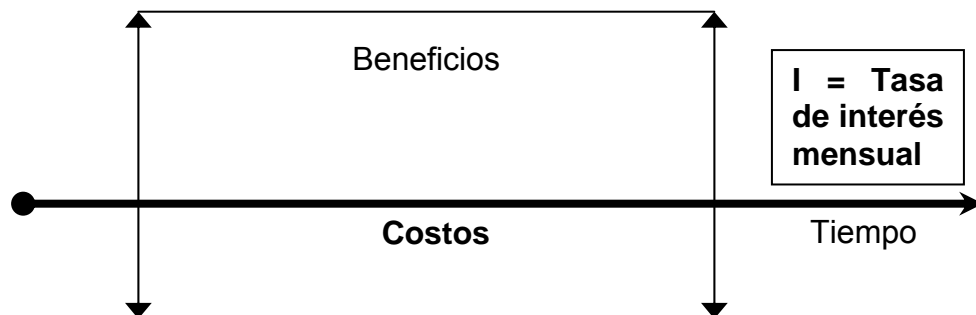 Beneficios
I = Tasa
de interés
mensual
Costos
Tiempo